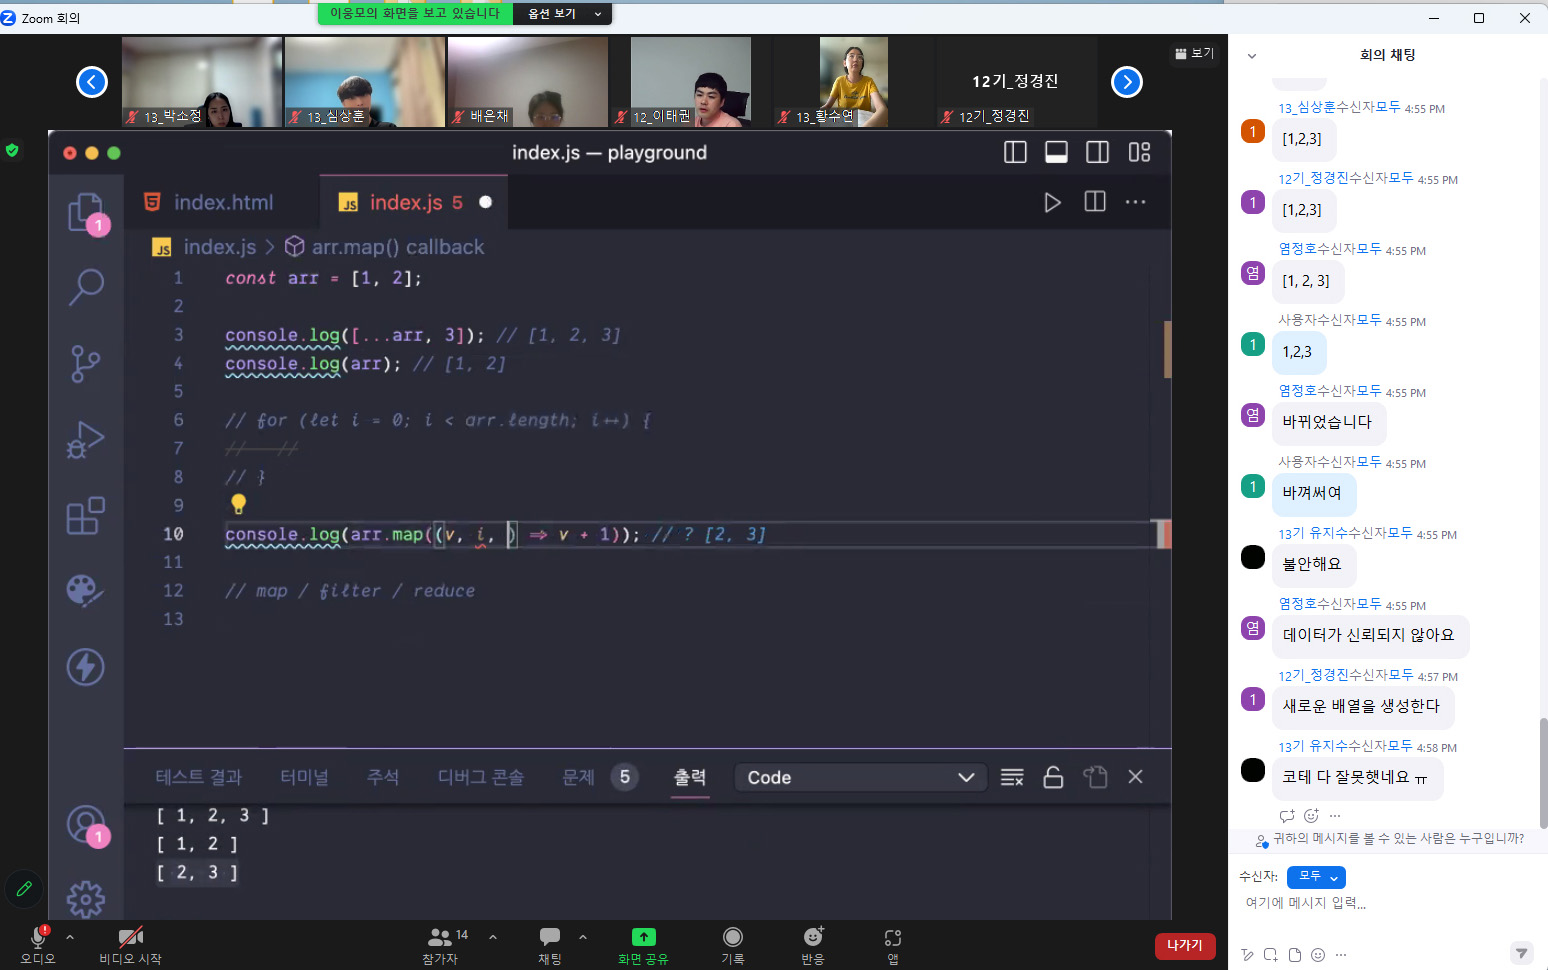 Zoom 회의
이웅모의 화면을 보고 있습니다
옵션 보기
보기
13_박소정
13_심상훈
배은채
12_이태권
13_황수연
12기_정경진
12기_정경진
index.js — playground
index.html
JS index.js 5
JS index.js > arr.map() callback
1 const arr = [1, 2];
2
3 console.log([...arr, 3]); // [1, 2, 3]
4 console.log(arr); // [1, 2]
5
6 // for (let i = 0; i < arr.length; i++) {
7 // //
8 // }
9
10 console.log(arr.map((v, i, ) => v + 1)); // ? [2, 3]
11
12 // map / filter / reduce
13
1
1
테스트 결과 터미널 주석 디버그 콘솔 문제 5 출력 Code
[ 1, 2, 3 ]
[ 1, 2 ]
[ 2, 3 ]
오디오
비디오 시작
14
참가자
채팅
화면 공유
기록
반응
앱
나가기
회의 채팅
13_심상훈수신자모두 4:55 PM
1
[1,2,3]
12기_정경진수신자모두 4:55 PM
1
[1,2,3]
염정호수신자모두 4:55 PM
염
[1, 2, 3]
사용자수신자모두 4:55 PM
1
1,2,3
염정호수신자모두 4:55 PM
염
바뀌었습니다
사용자수신자모두 4:55 PM
1
바껴써여
13기 유지수수신자모두 4:55 PM
불안해요
염정호수신자모두 4:55 PM
염
데이터가 신뢰되지 않아요
12기_정경진수신자모두 4:57 PM
1
새로운 배열을 생성한다
13기 유지수수신자모두 4:58 PM
코테 다 잘못햇네요 ㅠ
귀하의 메시지를 볼 수 있는 사람은 누구입니까?
수신자: 모두
여기에 메시지 입력...